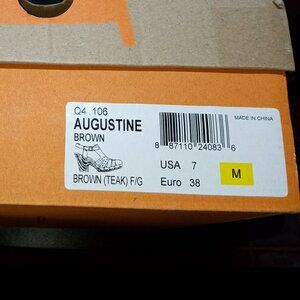 Q4 .106
AUGUSTINE
BROWN
BROWN (TEAK) F/G
MADE IN CHINA
8 87110 24083 6
USA 7
Euro 38
M